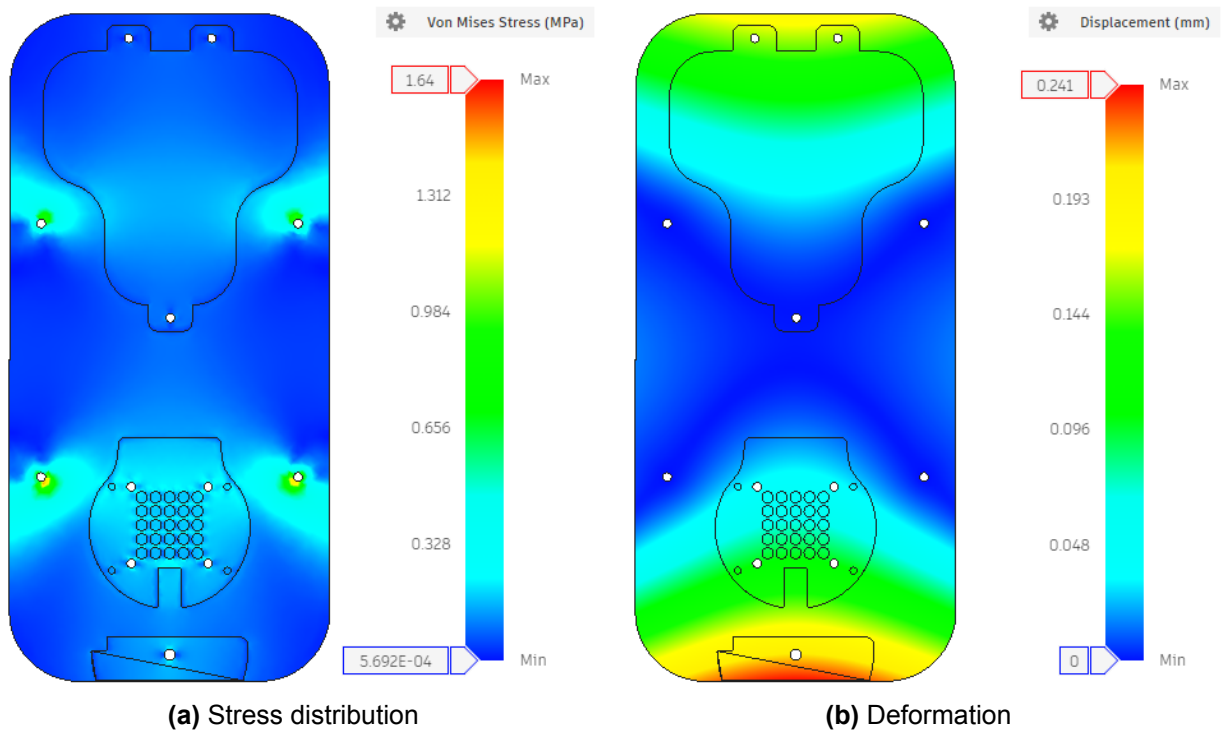 Von Mises Stress (MPa)
1.64
Max
1.312
0.984
0.656
0.328
5.692E-04
Min
(a) Stress distribution
Displacement (mm)
0.241
Max
0.193
0.144
0.096
0.048
0
Min
(b) Deformation